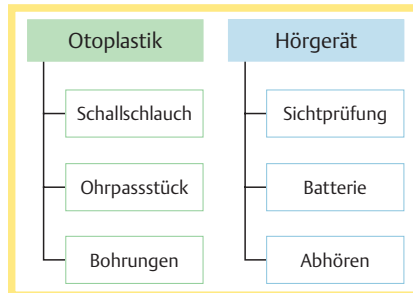 Otoplastik
Schallschlauch
Ohrpassstück
Bohrungen
Hörgerät
Sichtprüfung
Batterie
Abhören